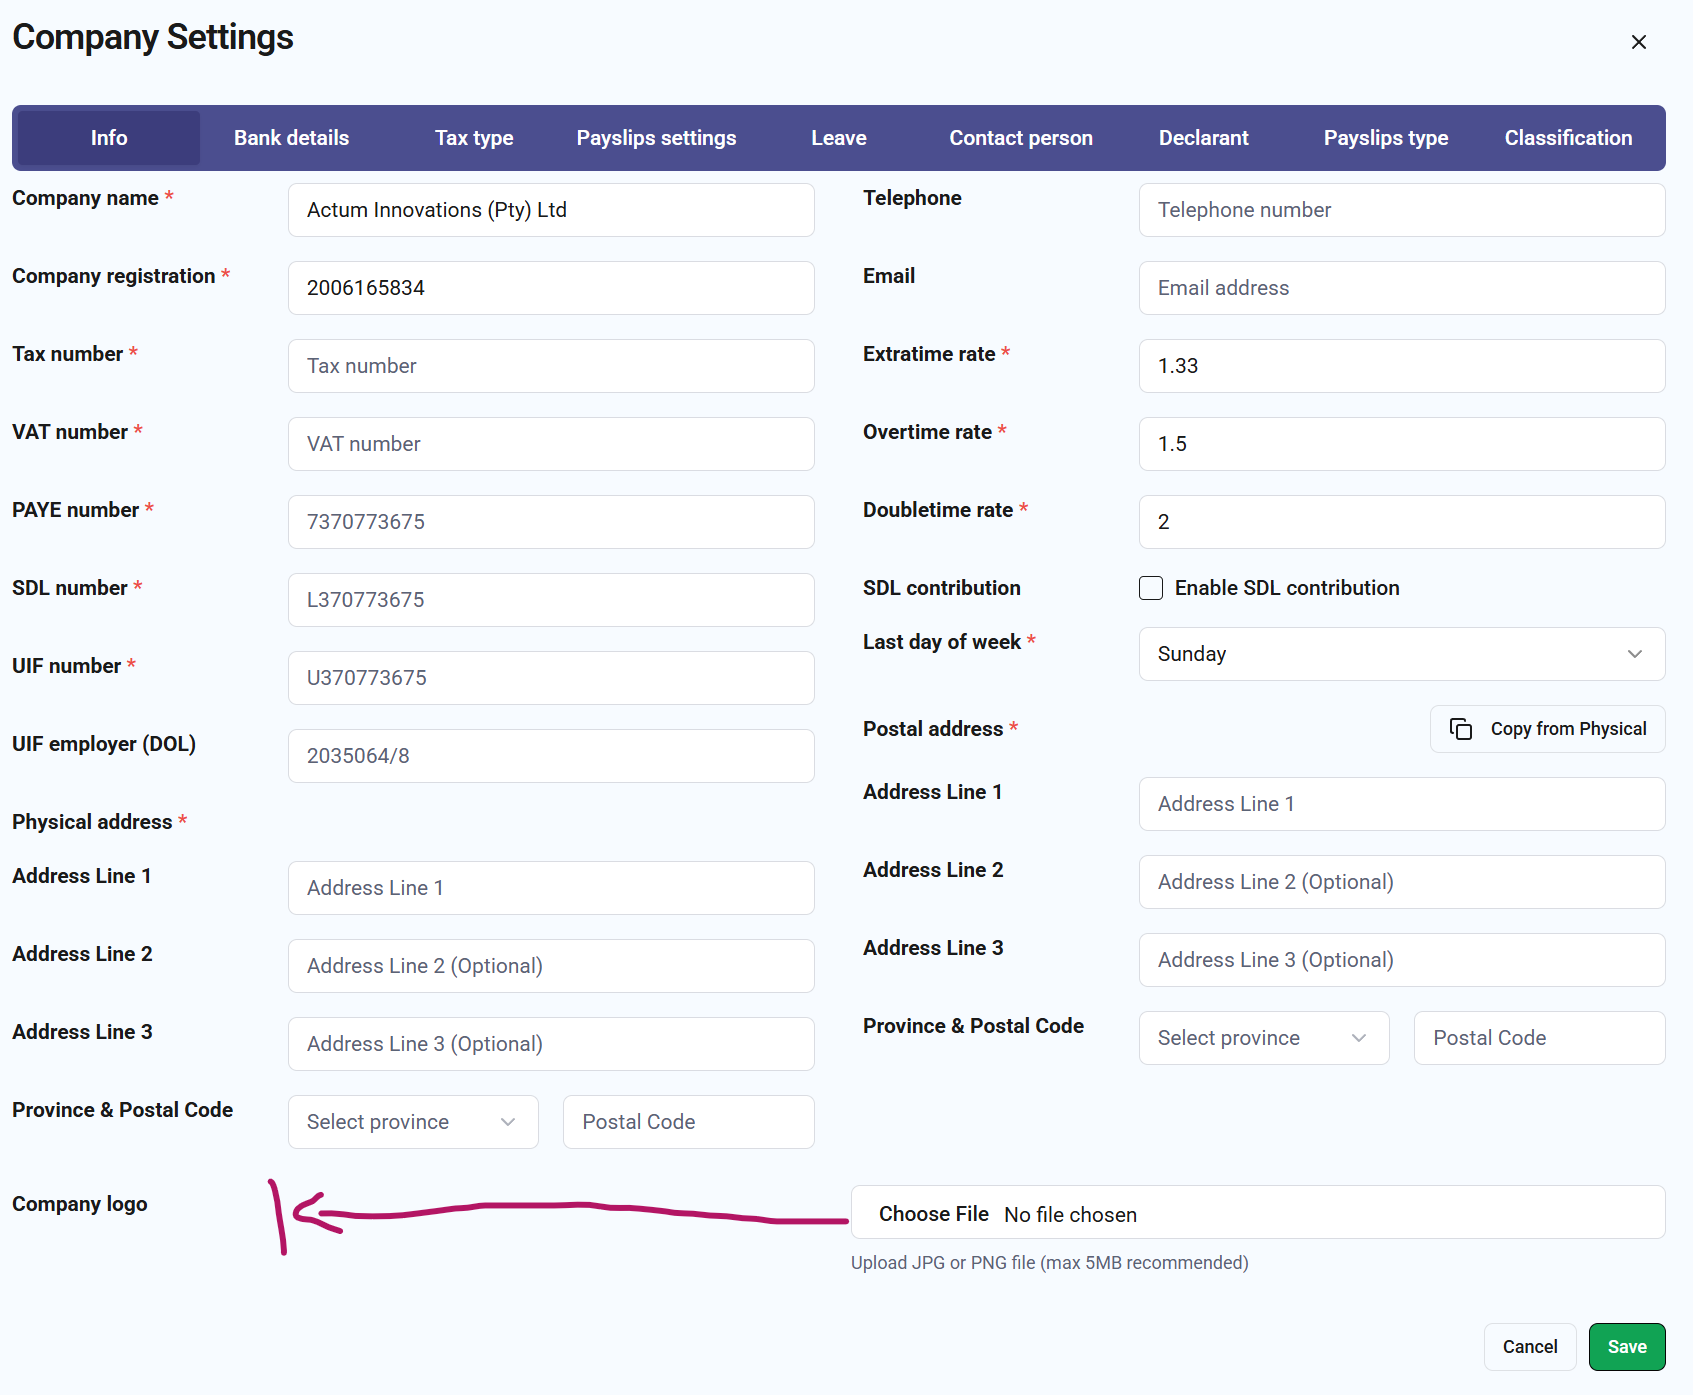 Company Settings
Info Bank details Tax type Payslips settings Leave Contact person Declarant Payslips type Classification
Company name * Actum Innovations (Pty) Ltd
Company registration * 2006165834
Tax number * Tax number
VAT number * VAT number
PAYE number * 7370773675
SDL number * L370773675
UIF number * U370773675
UIF employer (DOL) 2035064/8
Physical address *
Address Line 1 Address Line 1
Address Line 2 Address Line 2 (Optional)
Address Line 3 Address Line 3 (Optional)
Province & Postal Code Select province Postal Code
Telephone Telephone number
Email Email address
Extratime rate * 1.33
Overtime rate * 1.5
Doubletime rate * 2
SDL contribution Enable SDL contribution
Last day of week * Sunday
Postal address * Copy from Physical
Address Line 1 Address Line 1
Address Line 2 Address Line 2 (Optional)
Address Line 3 Address Line 3 (Optional)
Province & Postal Code Select province Postal Code
Company logo Choose File No file chosen
Upload JPG or PNG file (max 5MB recommended)
Cancel Save